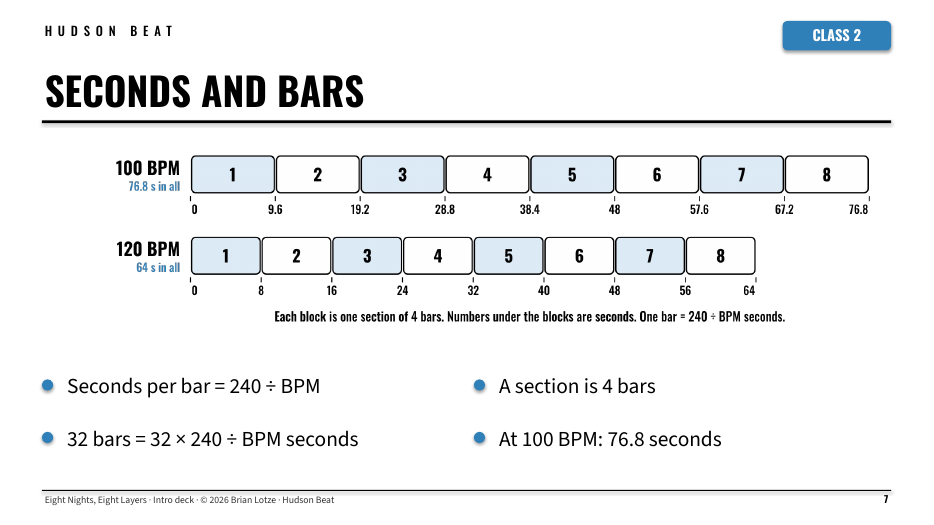 HUDSON BEAT
CLASS 2
SECONDS AND BARS
100 BPM
76.8 s in all
1 2 3 4 5 6 7 8
0 9.6 19.2 28.8 38.4 48 57.6 67.2 76.8
120 BPM
64 s in all
1 2 3 4 5 6 7 8
0 8 16 24 32 40 48 56 64
Each block is one section of 4 bars. Numbers under the blocks are seconds. One bar = 240 ÷ BPM seconds.
Seconds per bar = 240 ÷ BPM
A section is 4 bars
32 bars = 32 × 240 ÷ BPM seconds
At 100 BPM: 76.8 seconds
Eight Nights, Eight Layers · Intro deck · © 2026 Brian Lotze · Hudson Beat
7